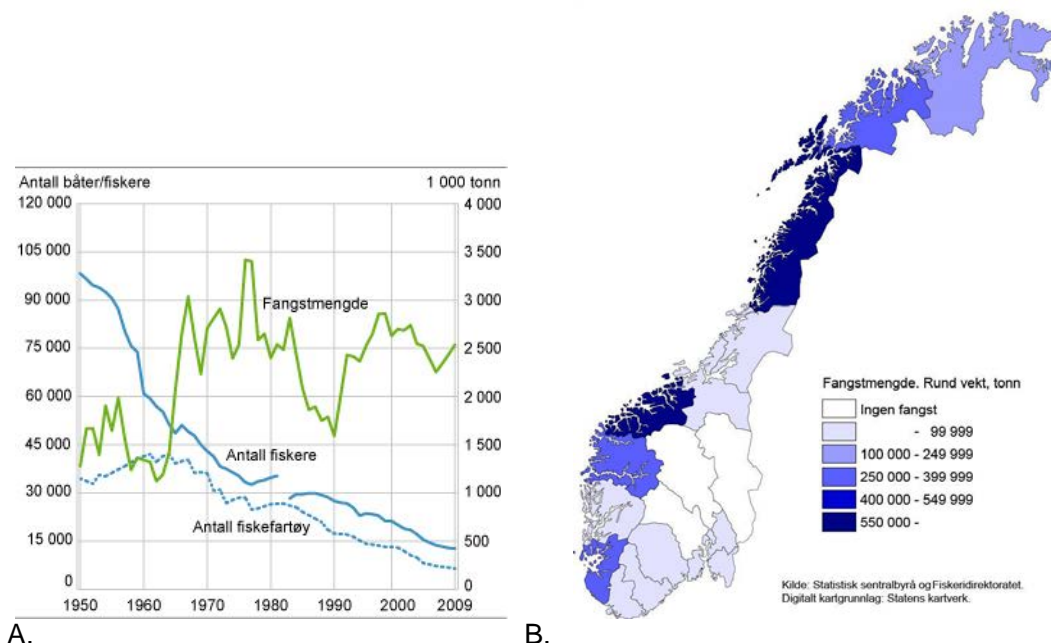 Antall båter/fiskere 1 000 tonn
120 000 4 000
105 000 3 500
90 000 3 000
75 000 2 500
60 000 2 000
45 000 1 500
30 000 1 000
15 000 500
0 0
Fangstmengde
Antall fiskere
Antall fiskefartøy
1950 1960 1970 1980 1990 2000 2009
A.
Fangstmengde. Rund vekt, tonn
Ingen fangst
- 99 999
100 000 - 249 999
250 000 - 399 999
400 000 - 549 999
550 000 -
Kilde: Statistisk sentralbyrå og Fiskeridirektoratet.
Digitalt kartgrunnlag: Statens kartverk.
B.